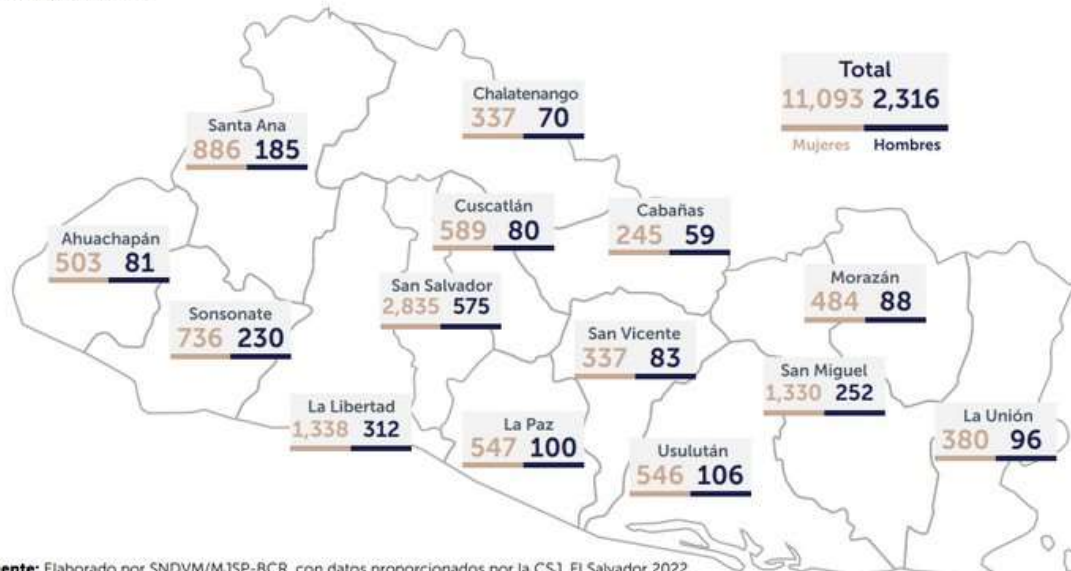 Total
11,093 2,316
Mujeres Hombres
Chalatenango
337 70
Santa Ana
886 185
Cuscatlán
589 80
Cabañas
245 59
Ahuachapán
503 81
San Salvador
2,835 575
Morazán
484 88
Sonsonate
736 230
San Vicente
337 83
San Miguel
1,330 252
La Libertad
1,338 312
La Paz
547 100
La Unión
380 96
Usulután
546 106
Elaborado por SNDVM/MJSP-BCR, con datos proporcionados por la CSJ, El Salvador 2022